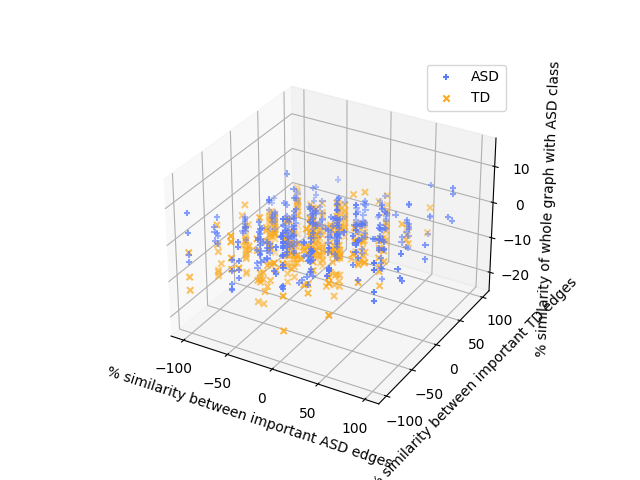 ASD
TD
10
0
−10
−20
% similarity of whole graph with ASD class
100
50
0
−50
−100
% similarity between important TD edges
−100
−50
0
50
100
% similarity between important ASD edges